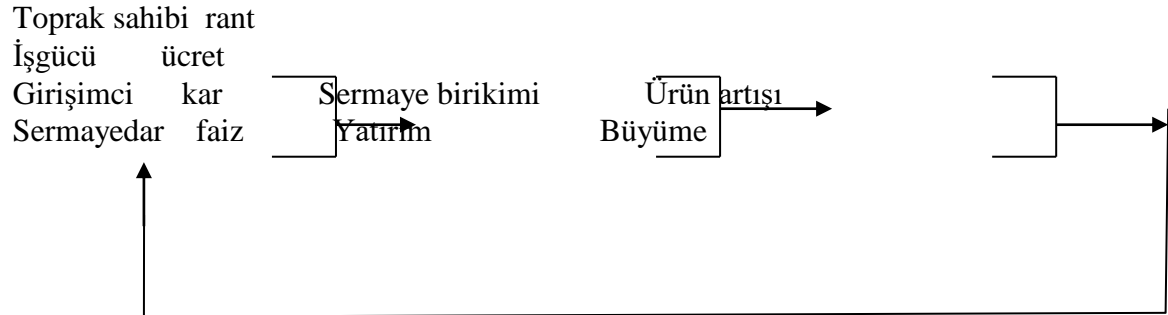 Toprak sahibi rant
İşgücü ücret
Girişimci kar Sermaye birikimi Ürün artışı
Sermayedar faiz Yatırım Büyüme